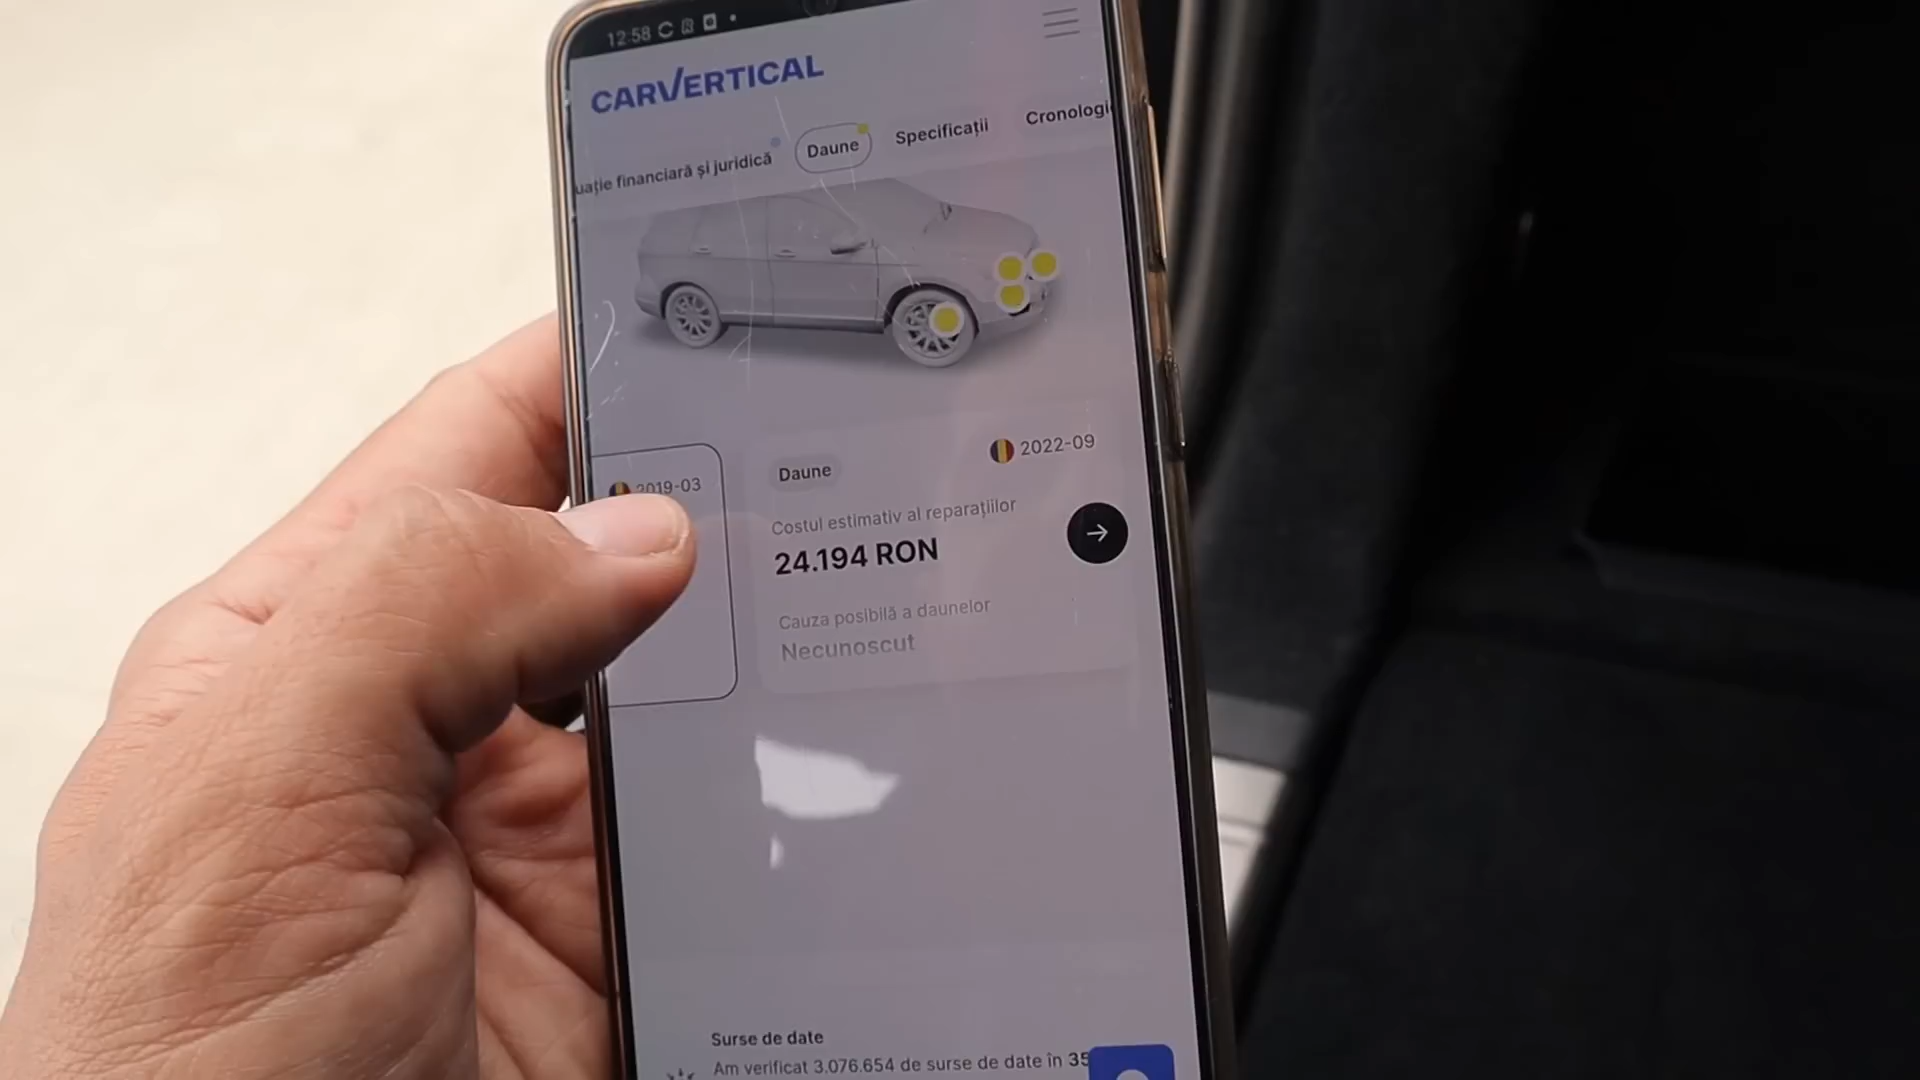 12:58
CARVERTICAL
uație financiară și juridică
Daune
Specificații
Cronologi
2019-03
Daune
2022-09
Costul estimativ al reparațiilor
24.194 RON
Cauza posibilă a daunelor
Necunoscut
Surse de date
Am verificat 3.076.654 de surse de date în 35